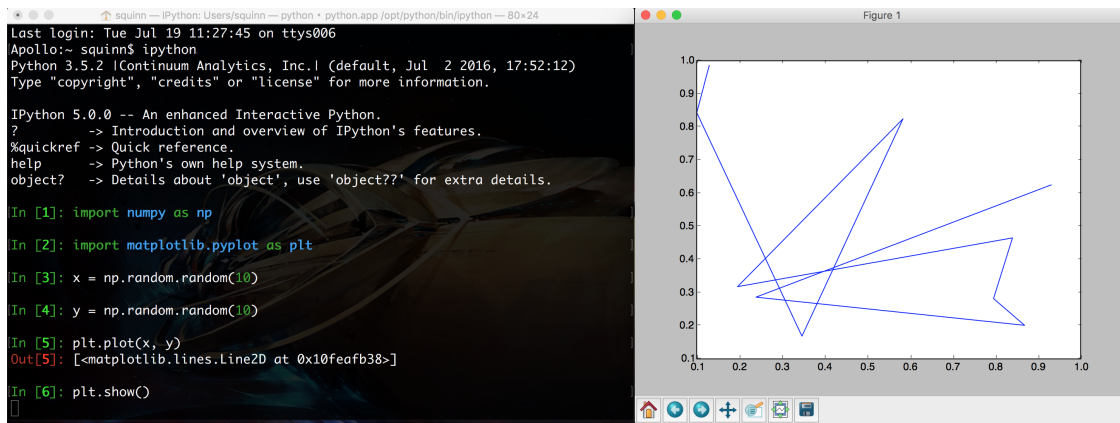 squinn — IPython: Users/squinn — python • python.app /opt/python/bin/ipython — 80×24
Last login: Tue Jul 19 11:27:45 on ttys006
[Apollo:~ squinn$ ipython
Python 3.5.2 |Continuum Analytics, Inc.| (default, Jul  2 2016, 17:52:12)
Type "copyright", "credits" or "license" for more information.
IPython 5.0.0 -- An enhanced Interactive Python.
?         -> Introduction and overview of IPython's features.
%quickref -> Quick reference.
help      -> Python's own help system.
object?   -> Details about 'object', use 'object??' for extra details.
[In [1]: import numpy as np
[In [2]: import matplotlib.pyplot as plt
[In [3]: x = np.random.random(10)
[In [4]: y = np.random.random(10)
[In [5]: plt.plot(x, y)
Out[5]: [<matplotlib.lines.Line2D at 0x10feafb38>]
[In [6]: plt.show()
Figure 1
1.0
0.9
0.8
0.7
0.6
0.5
0.4
0.3
0.2
0.1
0.1 0.2 0.3 0.4 0.5 0.6 0.7 0.8 0.9 1.0